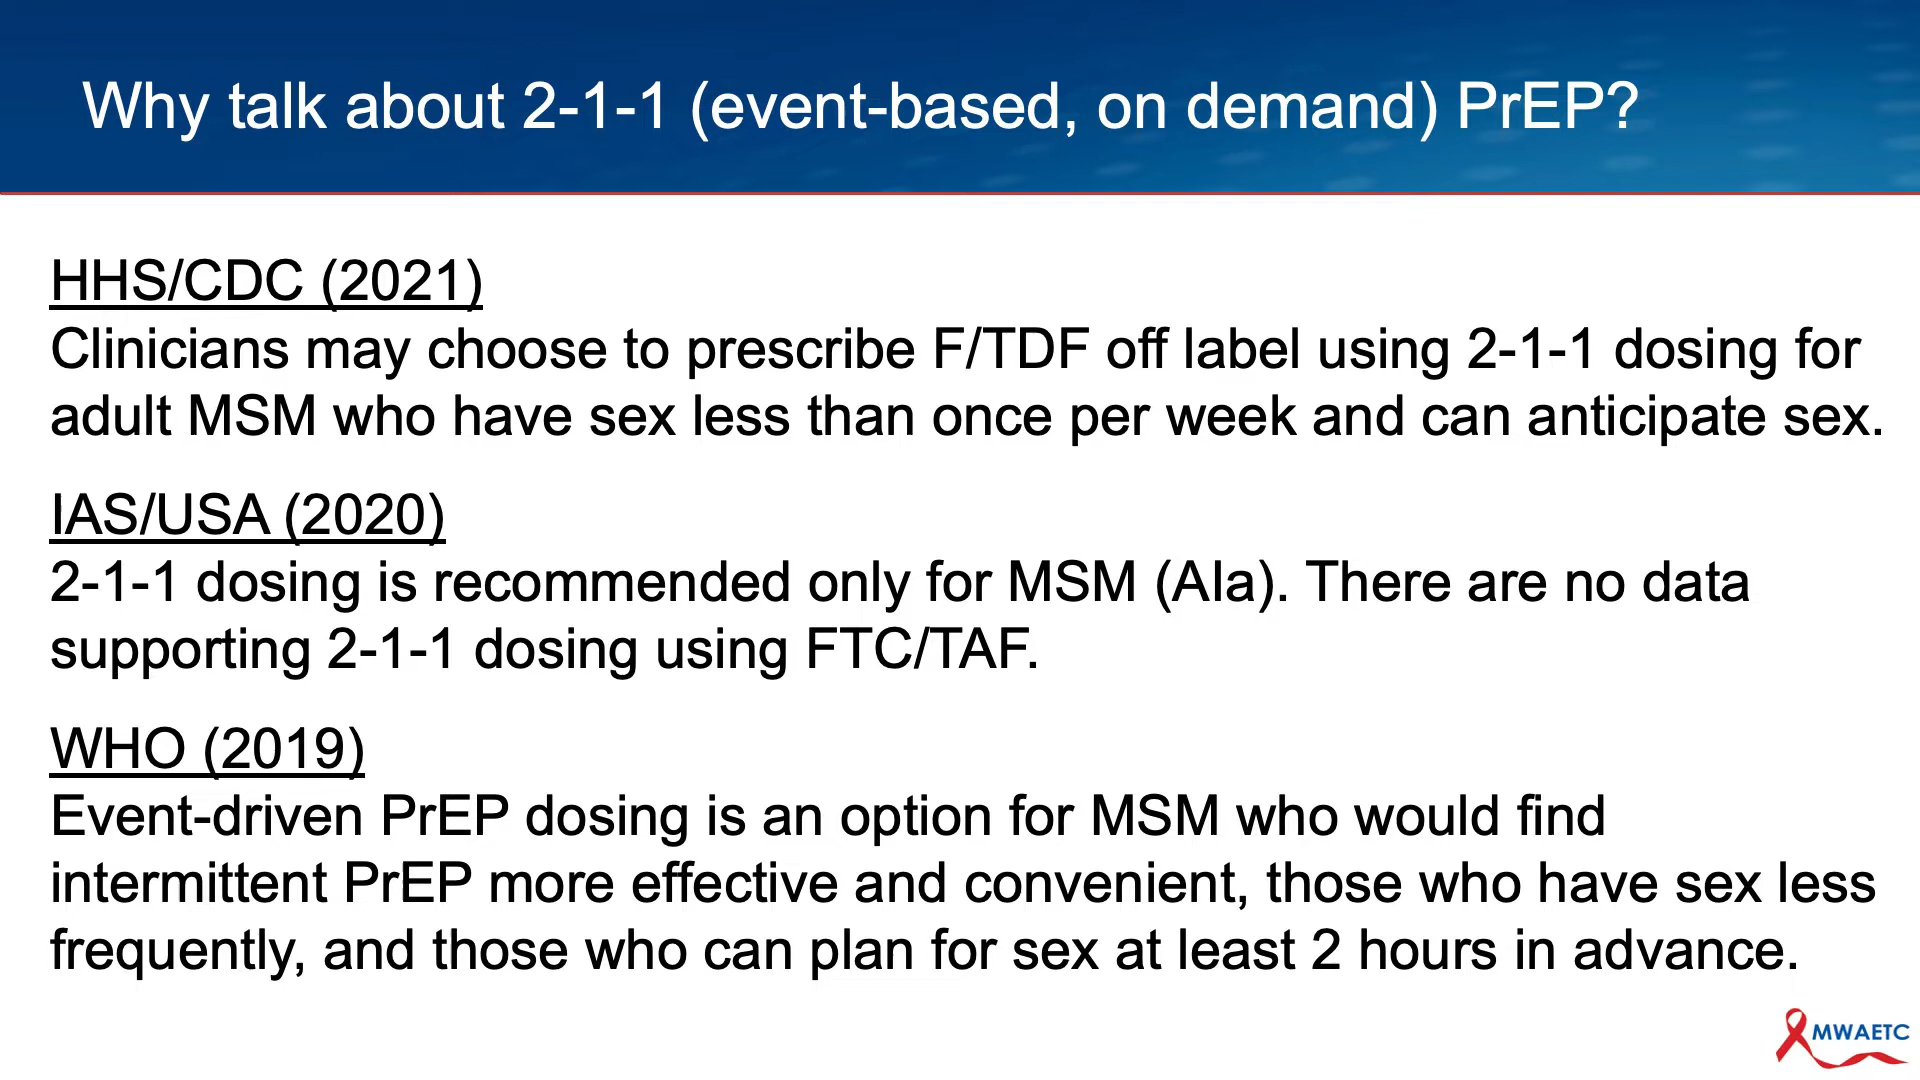 Why talk about 2-1-1 (event-based, on demand) PrEP?
HHS/CDC (2021)
Clinicians may choose to prescribe F/TDF off label using 2-1-1 dosing for
adult MSM who have sex less than once per week and can anticipate sex.
IAS/USA (2020)
2-1-1 dosing is recommended only for MSM (AIa). There are no data
supporting 2-1-1 dosing using FTC/TAF.
WHO (2019)
Event-driven PrEP dosing is an option for MSM who would find
intermittent PrEP more effective and convenient, those who have sex less
frequently, and those who can plan for sex at least 2 hours in advance.
MWAETC